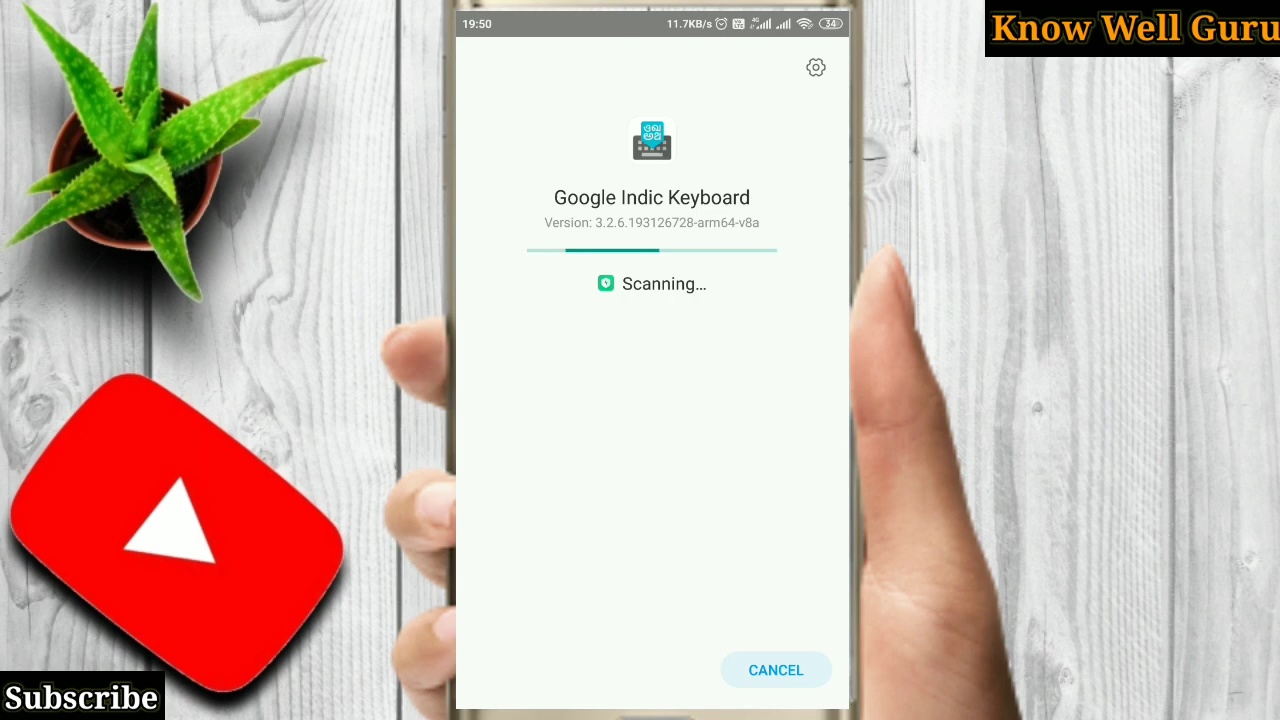 Know Well Guru
19:50
11.7KB/s 4G 34
Google Indic Keyboard
Version: 3.2.6.193126728-arm64-v8a
Scanning...
CANCEL
Subscribe